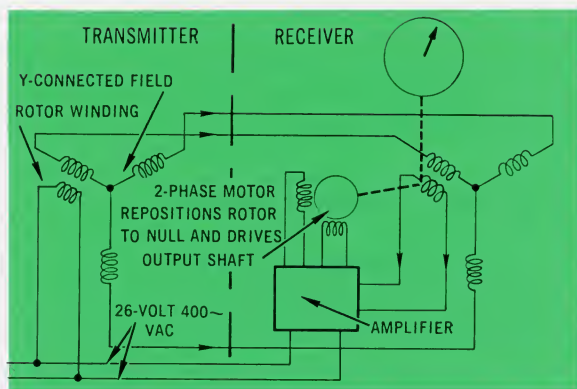 TRANSMITTER
RECEIVER
Y-CONNECTED FIELD
ROTOR WINDING
2-PHASE MOTOR
REPOSITIONS ROTOR
TO NULL AND DRIVES
OUTPUT SHAFT
26-VOLT 400~
VAC
AMPLIFIER